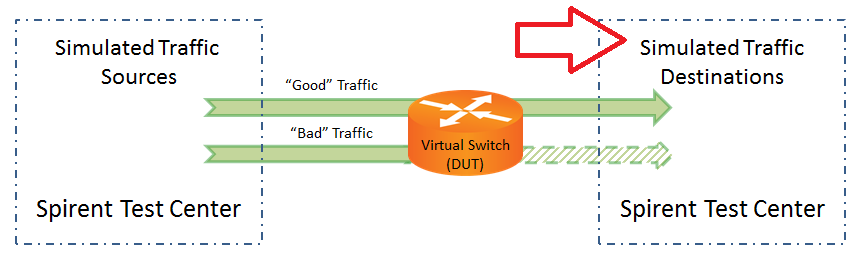 Simulated Traffic
Sources
"Good" Traffic
"Bad" Traffic
Spirent Test Center
Virtual Switch
(DUT)
Simulated Traffic
Destinations
Spirent Test Center